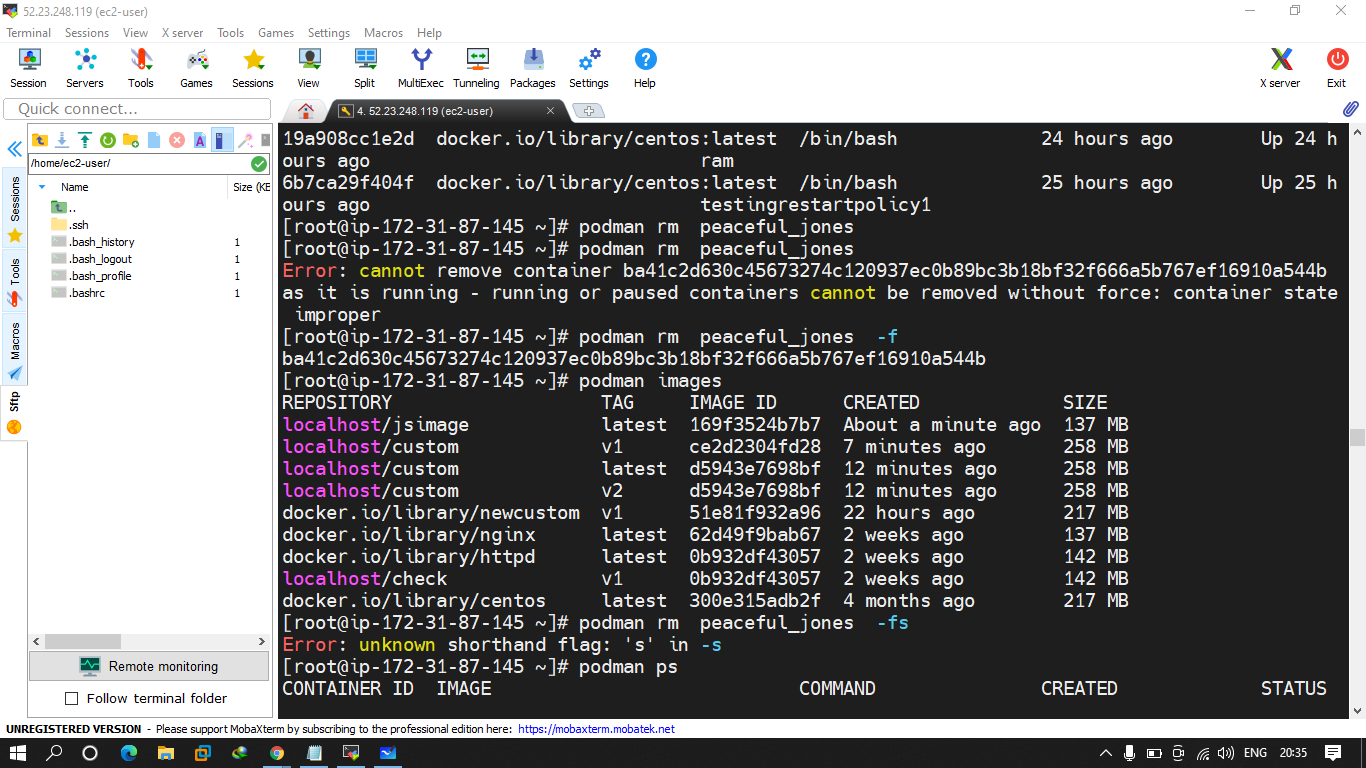 52.23.248.119 (ec2-user)
Terminal Sessions View X server Tools Games Settings Macros Help
Session Servers Tools Games Sessions View Split MultiExec Tunneling Packages Settings Help X server Exit
Quick connect...
4. 52.23.248.119 (ec2-user)
/home/ec2-user/
Name Size (KB
..
.ssh
.bash_history 1
.bash_logout 1
.bash_profile 1
.bashrc 1
Sessions
Tools
Macros
Sftp
Remote monitoring
Follow terminal folder
19a908cc1e2d docker.io/library/centos:latest /bin/bash 24 hours ago Up 24 h
ours ago ram
6b7ca29f404f docker.io/library/centos:latest /bin/bash 25 hours ago Up 25 h
ours ago testingrestartpolicy1
[root@ip-172-31-87-145 ~]# podman rm  peaceful_jones
[root@ip-172-31-87-145 ~]# podman rm  peaceful_jones
Error: cannot remove container ba41c2d630c45673274c120937ec0b89bc3b18bf32f666a5b767ef16910a544b
as it is running - running or paused containers cannot be removed without force: container state
improper
[root@ip-172-31-87-145 ~]# podman rm  peaceful_jones  -f
ba41c2d630c45673274c120937ec0b89bc3b18bf32f666a5b767ef16910a544b
[root@ip-172-31-87-145 ~]# podman images
REPOSITORY TAG IMAGE ID CREATED SIZE
localhost/jsimage latest 169f3524b7b7 About a minute ago 137 MB
localhost/custom v1 ce2d2304fd28 7 minutes ago 258 MB
localhost/custom latest d5943e7698bf 12 minutes ago 258 MB
localhost/custom v2 d5943e7698bf 12 minutes ago 258 MB
docker.io/library/newcustom v1 51e81f932a96 22 hours ago 217 MB
docker.io/library/nginx latest 62d49f9bab67 2 weeks ago 137 MB
docker.io/library/httpd latest 0b932df43057 2 weeks ago 142 MB
localhost/check v1 0b932df43057 2 weeks ago 142 MB
docker.io/library/centos latest 300e315adb2f 4 months ago 217 MB
[root@ip-172-31-87-145 ~]# podman rm  peaceful_jones  -fs
Error: unknown shorthand flag: 's' in -s
[root@ip-172-31-87-145 ~]# podman ps
CONTAINER ID IMAGE COMMAND CREATED STATUS
UNREGISTERED VERSION - Please support MobaXterm by subscribing to the professional edition here: https://mobaxterm.mobatek.net
ENG 20:35